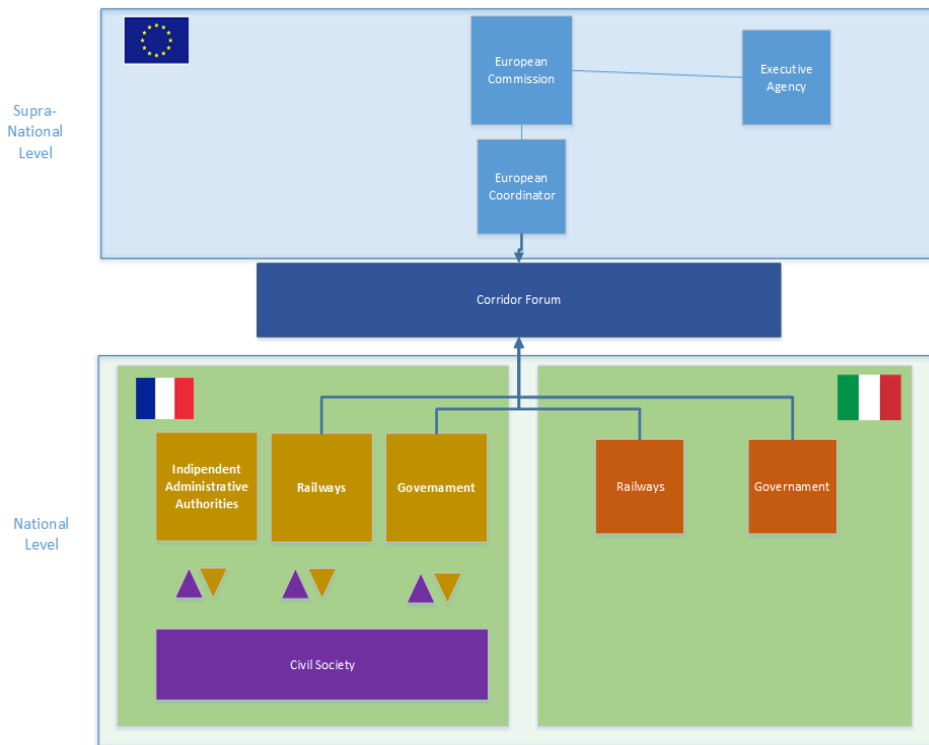 Supra-
National
Level
European
Commission
Executive
Agency
European
Coordinator
Corridor Forum
National
Level
Indipendent
Administrative
Authorities
Railways
Governament
Railways
Governament
Civil Society